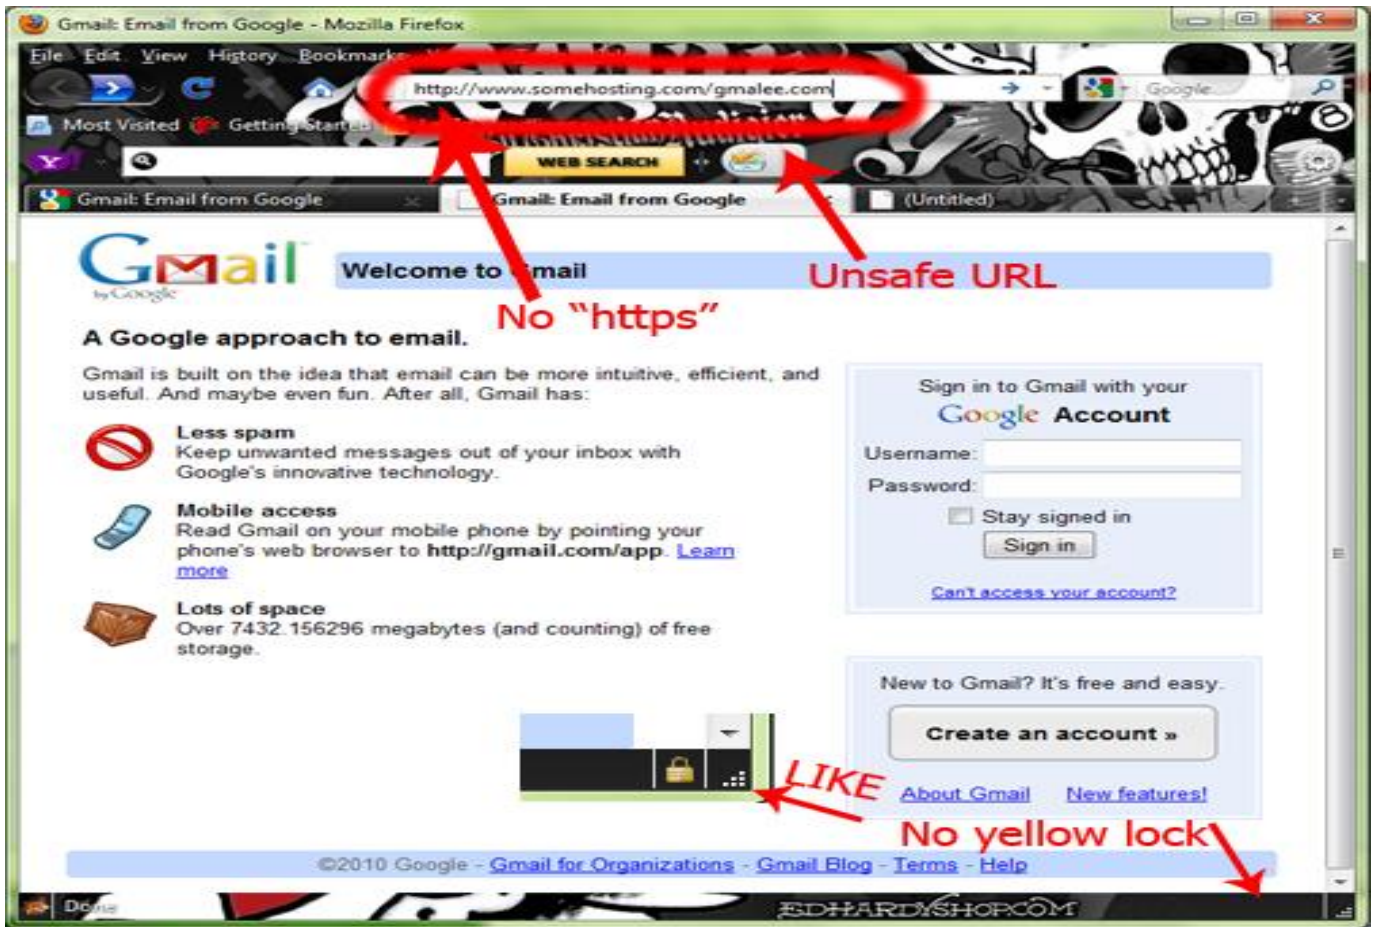 Gmail: Email from Google - Mozilla Firefox
File Edit View History Bookmarks
http://www.somehosting.com/gmalee.com
Google
Most Visited Getting Started
WEB SEARCH
Gmail: Email from Google
Gmail: Email from Google
(Untitled)
Gmail
by Google
Welcome to Gmail
Unsafe URL
No “https”
A Google approach to email.
Gmail is built on the idea that email can be more intuitive, efficient, and
useful. And maybe even fun. After all, Gmail has:
Less spam
Keep unwanted messages out of your inbox with
Google's innovative technology.
Mobile access
Read Gmail on your mobile phone by pointing your
phone's web browser to http://gmail.com/app. Learn
more
Lots of space
Over 7432.156296 megabytes (and counting) of free
storage.
Sign in to Gmail with your
Google Account
Username:
Password:
Stay signed in
Sign in
Can't access your account?
New to Gmail? It's free and easy.
Create an account »
About Gmail New features!
LIKE
No yellow lock
©2010 Google - Gmail for Organizations - Gmail Blog - Terms - Help
Done
EDHARDYSHOP.COM